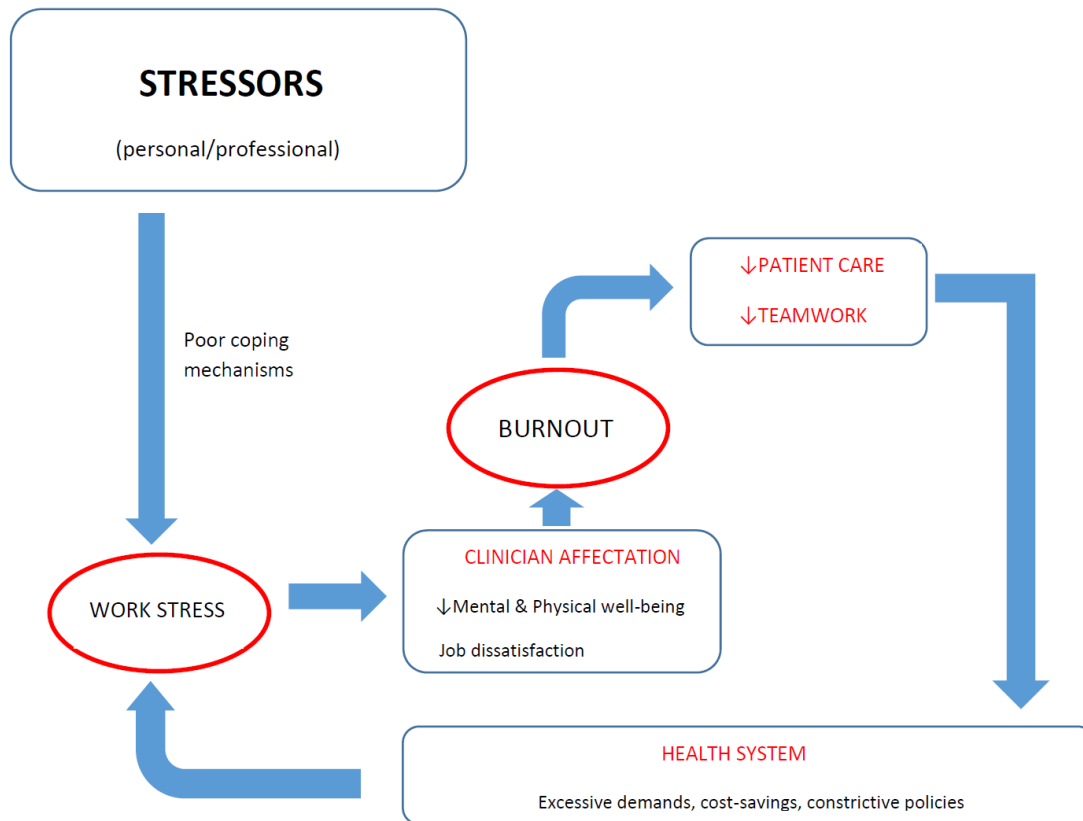 STRESSORS
(personal/professional)
Poor coping
mechanisms
WORK STRESS
CLINICIAN AFFECTATION
↓Mental & Physical well-being
Job dissatisfaction
BURNOUT
↓PATIENT CARE
↓TEAMWORK
HEALTH SYSTEM
Excessive demands, cost-savings, constrictive policies